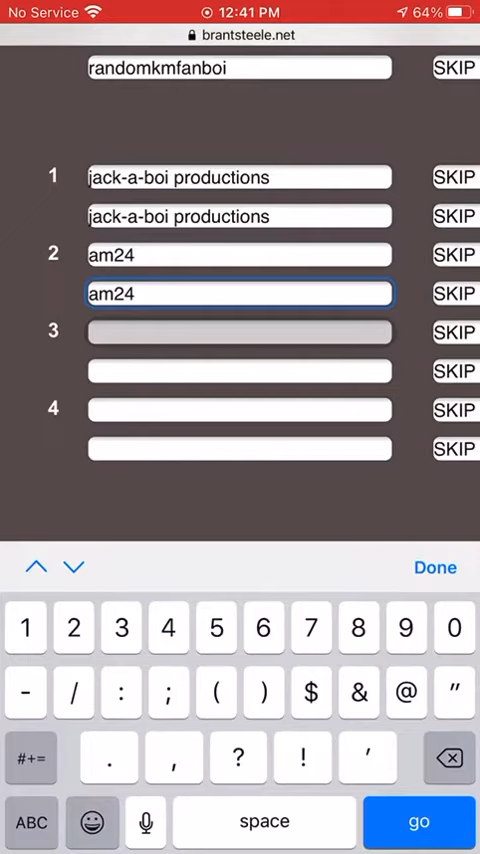 No Service 12:41 PM 64%
brantsteele.net
randomkmfanboi SKIP
1 jack-a-boi productions SKIP
jack-a-boi productions SKIP
2 am24 SKIP
am24 SKIP
3 SKIP
SKIP
4 SKIP
SKIP
Done
1 2 3 4 5 6 7 8 9 0
- / : ; ( ) $ & @ "
#+= . , ? ! '
ABC space go